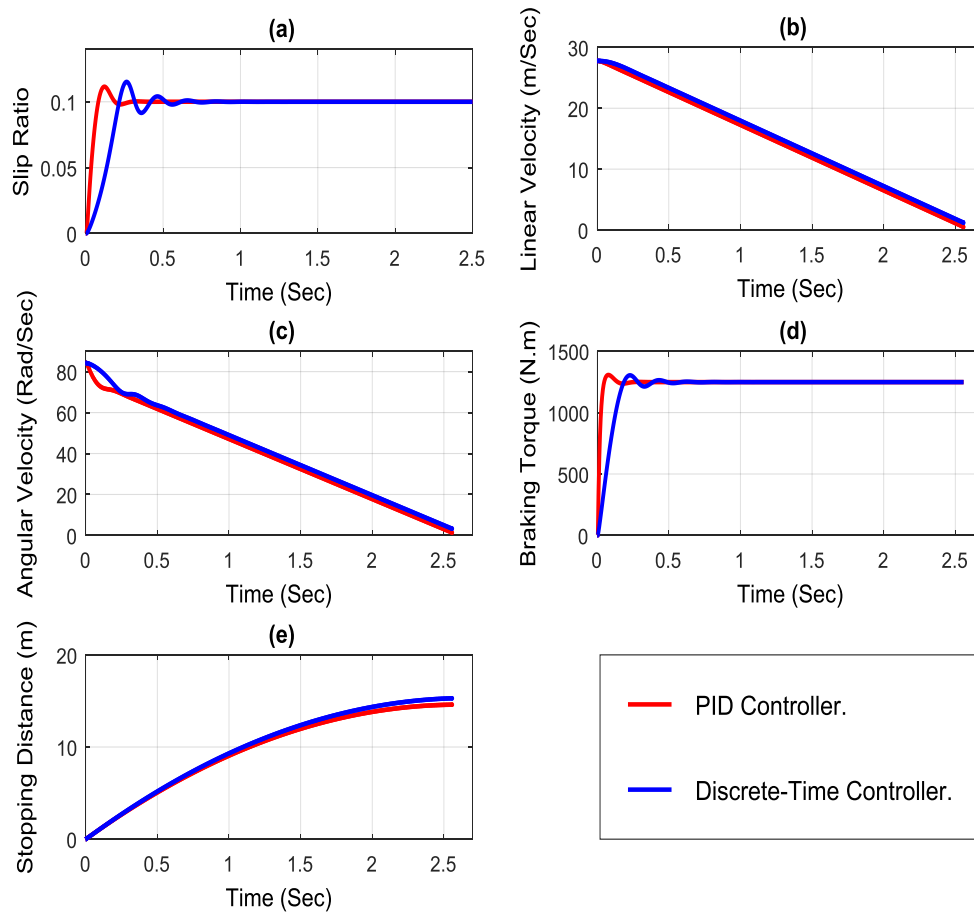 (a)
Slip Ratio
0.1
0.05
0
0 0.5 1 1.5 2 2.5
Time (Sec)
(b)
Linear Velocity (m/Sec)
30
20
10
0
0 0.5 1 1.5 2 2.5
Time (Sec)
(c)
Angular Velocity (Rad/Sec)
80
60
40
20
0
0 0.5 1 1.5 2 2.5
Time (Sec)
(d)
Braking Torque (N.m)
1500
1000
500
0
0 0.5 1 1.5 2 2.5
Time (Sec)
(e)
Stopping Distance (m)
20
10
0
0 0.5 1 1.5 2 2.5
Time (Sec)
PID Controller.
Discrete-Time Controller.